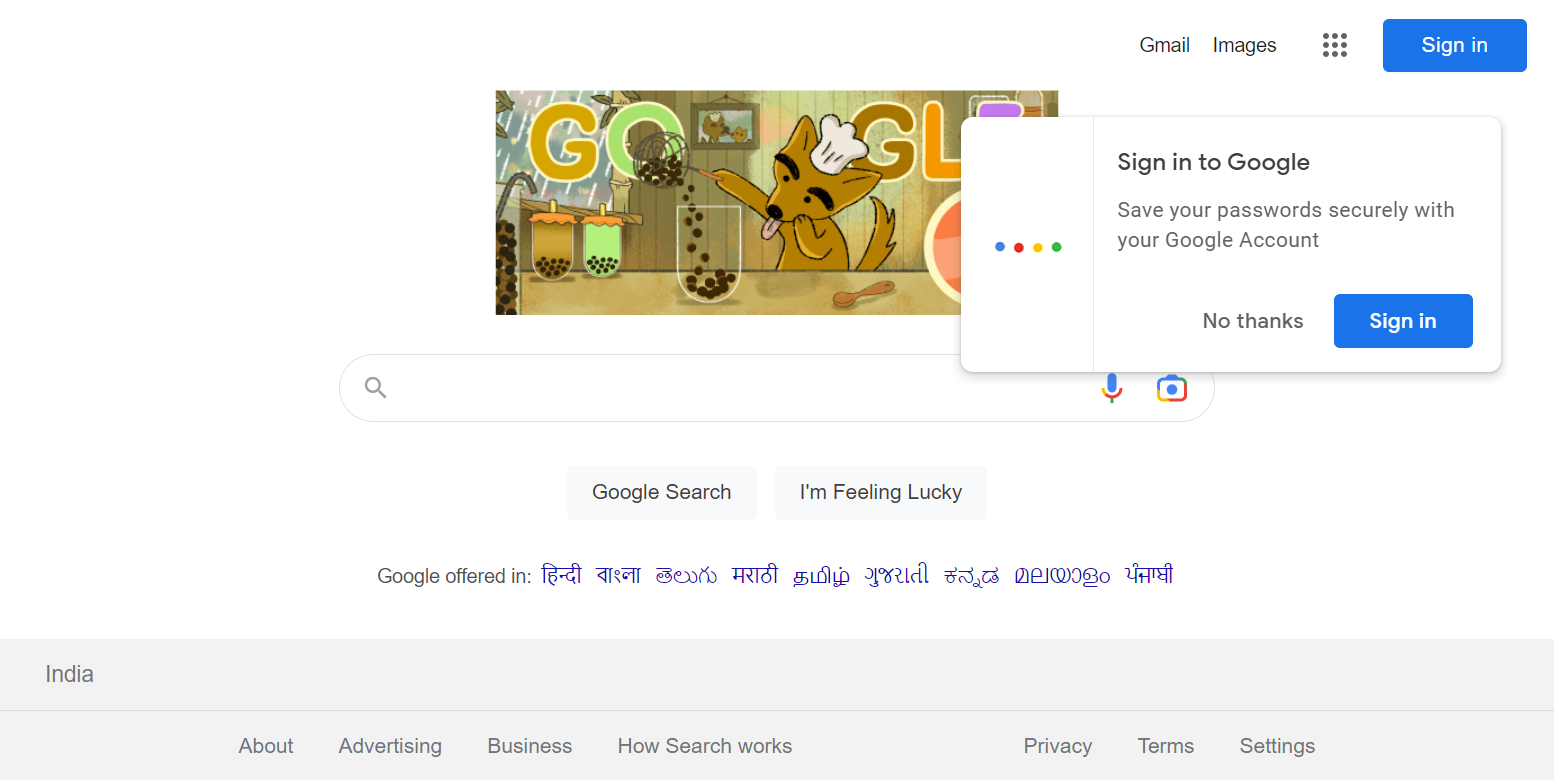 Gmail Images Sign in
GO GL
Sign in to Google
Save your passwords securely with
your Google Account
No thanks Sign in
Google Search I'm Feeling Lucky
Google offered in: हिन्दी বাংলা తెలుగు मराठी தமிழ் ગુજરાતી ಕನ್ನಡ മലയാളം ਪੰਜਾਬੀ
India
About Advertising Business How Search works Privacy Terms Settings